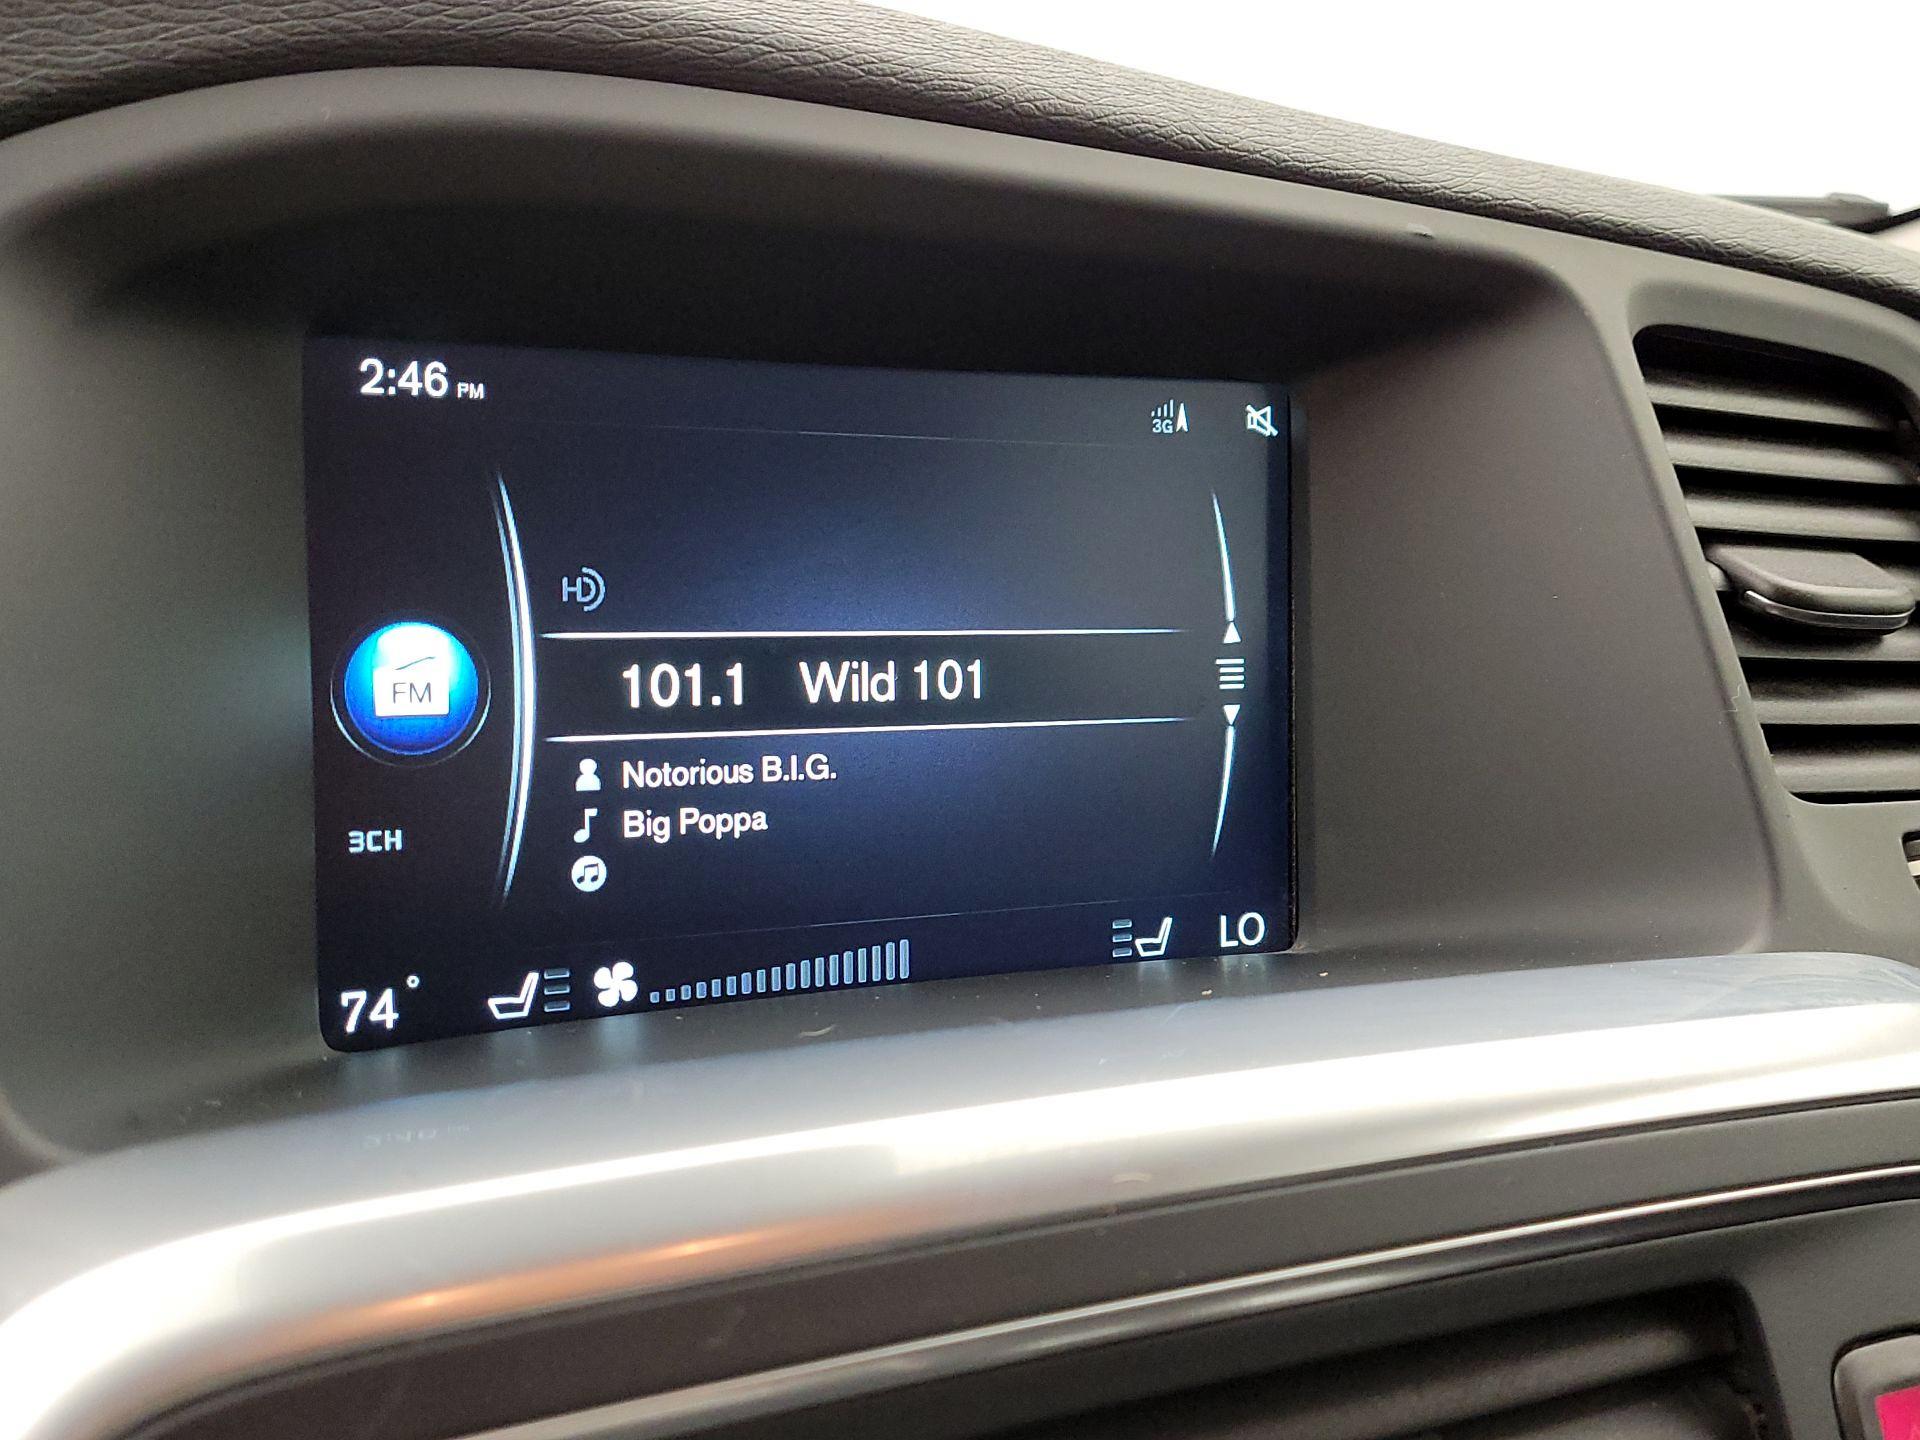 2:46 PM
3G
HD
101.1 Wild 101
FM
Notorious B.I.G.
Big Poppa
3CH
74°
LO